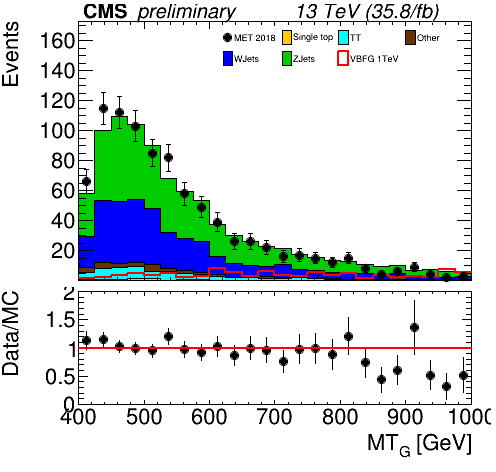 CMS preliminary 13 TeV (35.8/fb)
Events
MET 2018 Single top TT Other
WJets ZJets VBFG 1TeV
160
140
120
100
80
60
40
20
Data/MC
2
1.5
1
0.5
0
400 500 600 700 800 900 1000
MT_G [GeV]